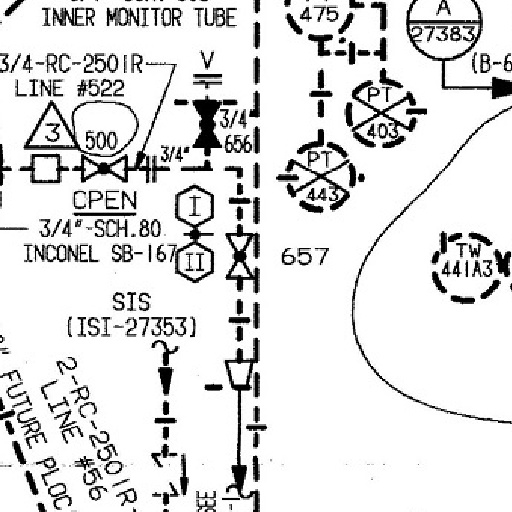 INNER MONITOR TUBE
475
A
27383
3/4-RC-2501R
LINE #522
V
(B-6
3/4
656
PT
403
3
500
3/4"
PT
443
CPEN
I
3/4"-SCH.80
INCONEL SB-167
II
657
TW
441A3
SIS
(ISI-27353)
2-RC-2501R
LINE #56
FUTURE PLOC